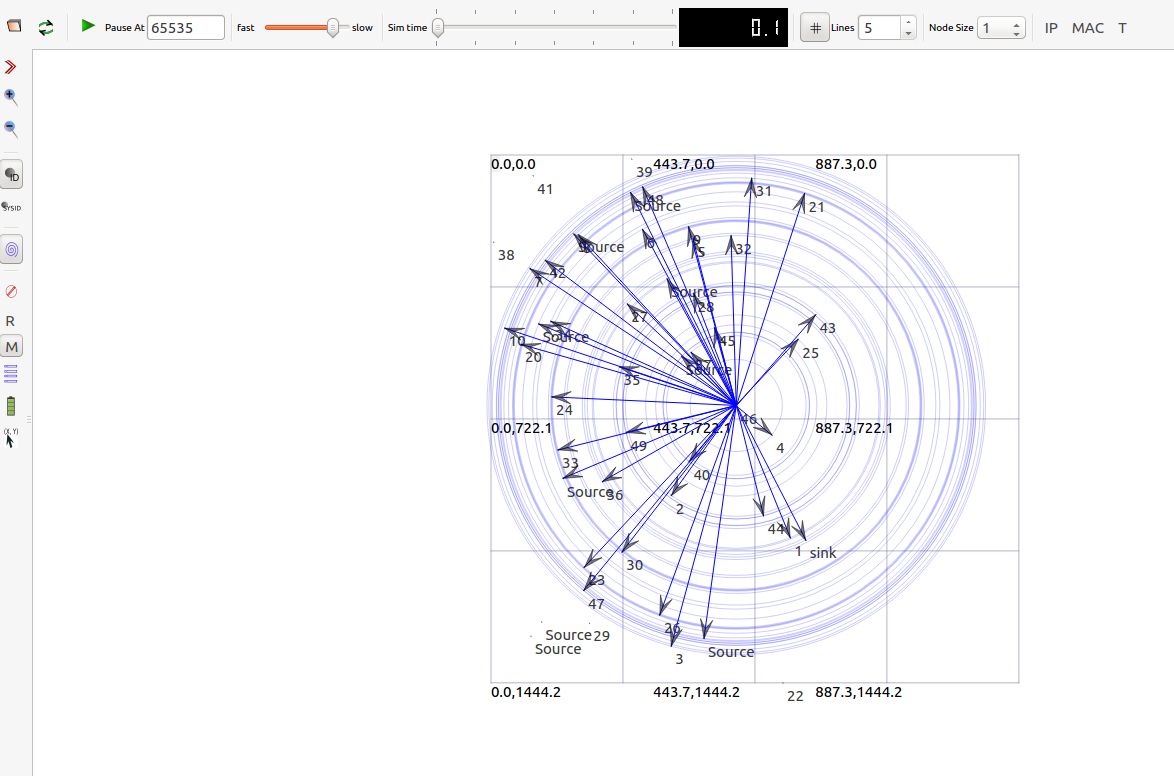 Pause At 65535 fast slow Sim time 0.1 # Lines 5 Node Size 1 IP MAC T
ID
SYSID
R
M
(X, Y)
0.0,0.0 443.7,0.0 887.3,0.0
39
41
31
48
Source
21
Source
6
9
5
32
38
42
7
Source
28
27
43
10
Source
45
25
20
Source
35
24
46
0.0,722.1 443.7,722.1 887.3,722.1
49
4
33
40
Source
36
2
44
1 sink
30
23
47
26
Source 29
Source
3
Source
0.0,1444.2 443.7,1444.2 887.3,1444.2
22